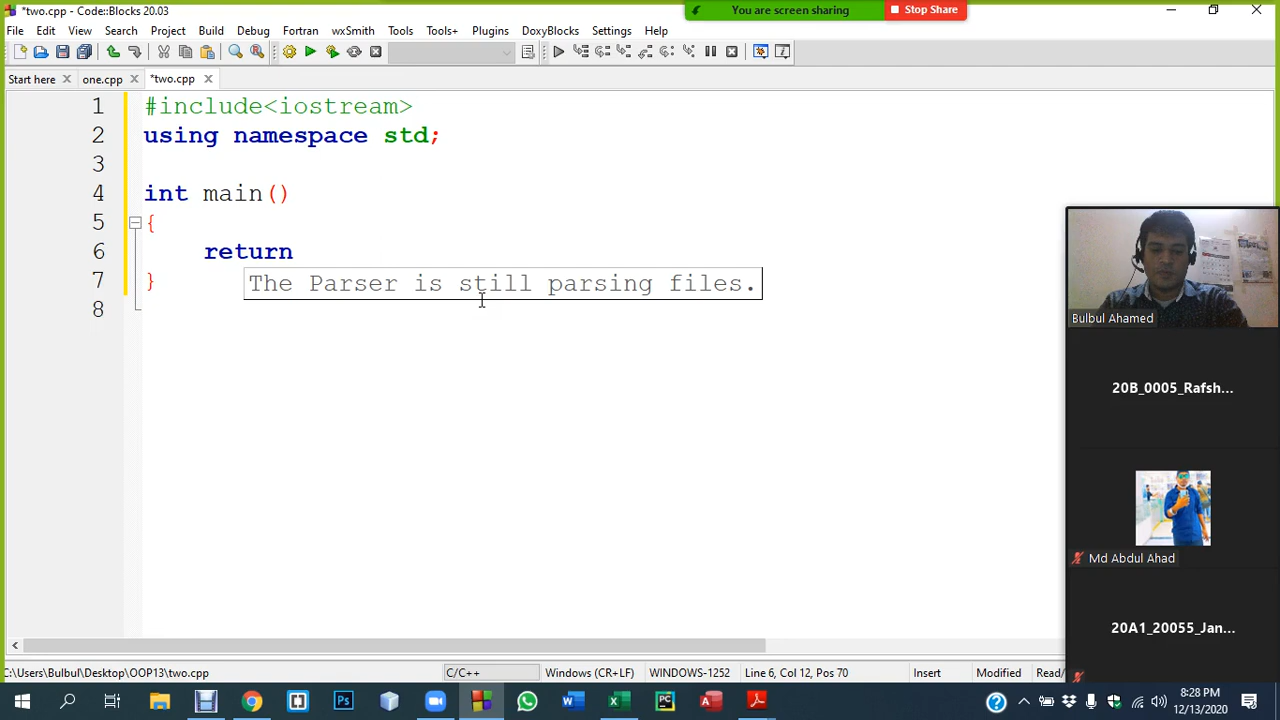 *two.cpp - Code::Blocks 20.03
You are screen sharing
Stop Share
File Edit View Search Project Build Debug Fortran wxSmith Tools Tools+ Plugins DoxyBlocks Settings Help
Start here one.cpp *two.cpp
1 #include<iostream>
2 using namespace std;
3
4 int main()
5 {
6 return
The Parser is still parsing files.
7 }
8
Bulbul Ahamed
20B_0005_Rafsh...
Md Abdul Ahad
20A1_20055_Jan...
C:\Users\Bulbul\Desktop\OOP13\two.cpp C/C++ Windows (CR+LF) WINDOWS-1252 Line 6, Col 12, Pos 70 Insert Modified Read/
8:28 PM
12/13/2020